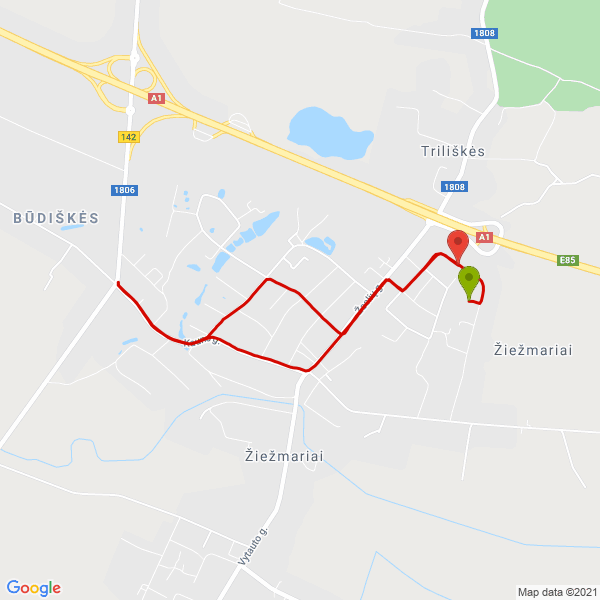 1808
A1
142
Triliškės
1806
1808
BŪDIŠKĖS
A1
E85
Žaslių g.
Kauno g.
Žiežmariai
Žiežmariai
Vytauto g.
Google
Map data ©2021